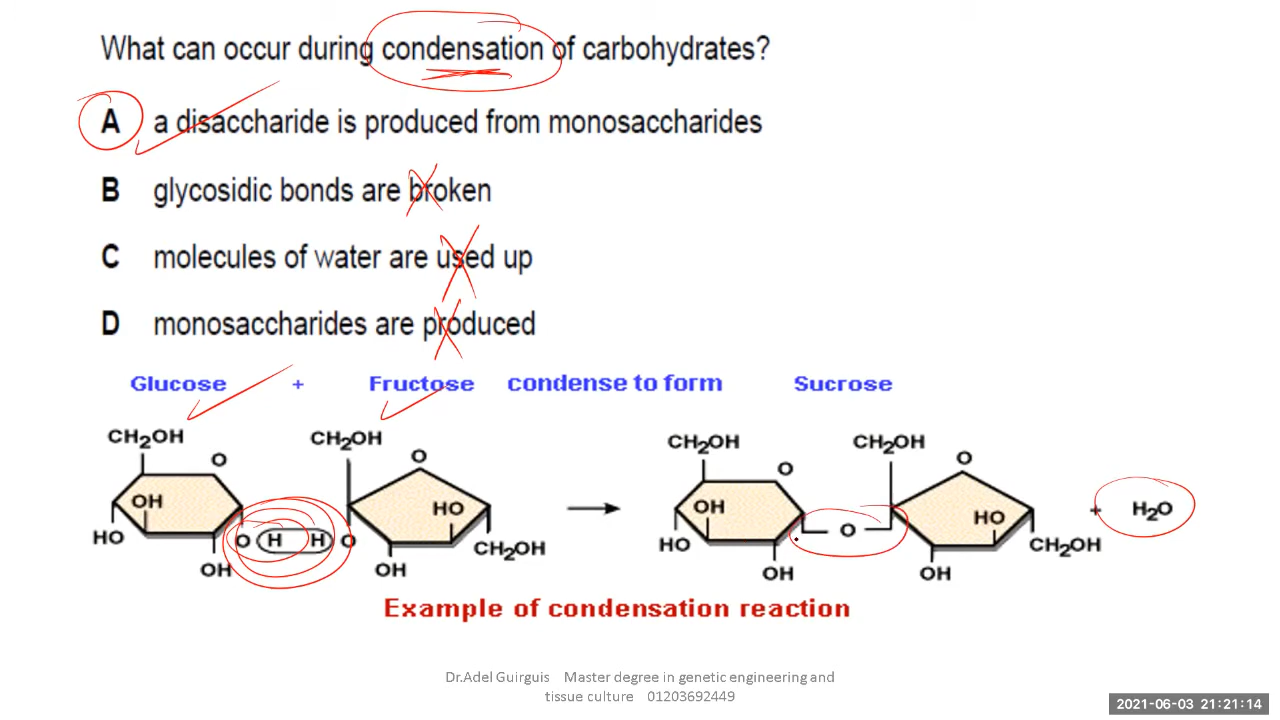 What can occur during condensation of carbohydrates?
A a disaccharide is produced from monosaccharides
B glycosidic bonds are broken
C molecules of water are used up
D monosaccharides are produced
Glucose + Fructose condense to form Sucrose
CH2OH CH2OH CH2OH CH2OH
O O O O
OH HO OH HO
HO O H H O CH2OH HO O CH2OH + H2O
OH OH OH OH
Example of condensation reaction
Dr.Adel Guirguis Master degree in genetic engineering and
tissue culture 01203692449
2021-06-03 21:21:14